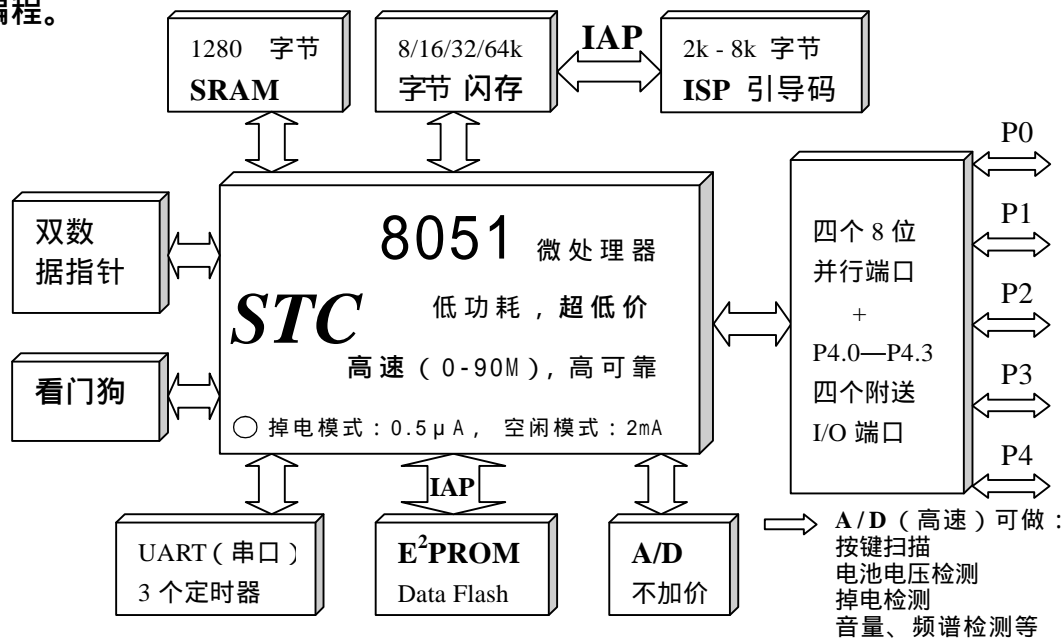 编程。
1280 字节
SRAM
8/16/32/64k
字节 闪存
IAP
2k - 8k 字节
ISP 引导码
双数
据指针
看门狗
8051 微处理器
STC
低功耗，超低价
高速（0-90M），高可靠
掉电模式：0.5μA， 空闲模式：2mA
四个 8 位
并行端口
+
P4.0—P4.3
四个附送
I/O 端口
P0
P1
P2
P3
P4
UART（串口）
3 个定时器
IAP
E²PROM
Data Flash
A/D
不加价
A/D（高速）可做：
按键扫描
电池电压检测
掉电检测
音量、频谱检测等